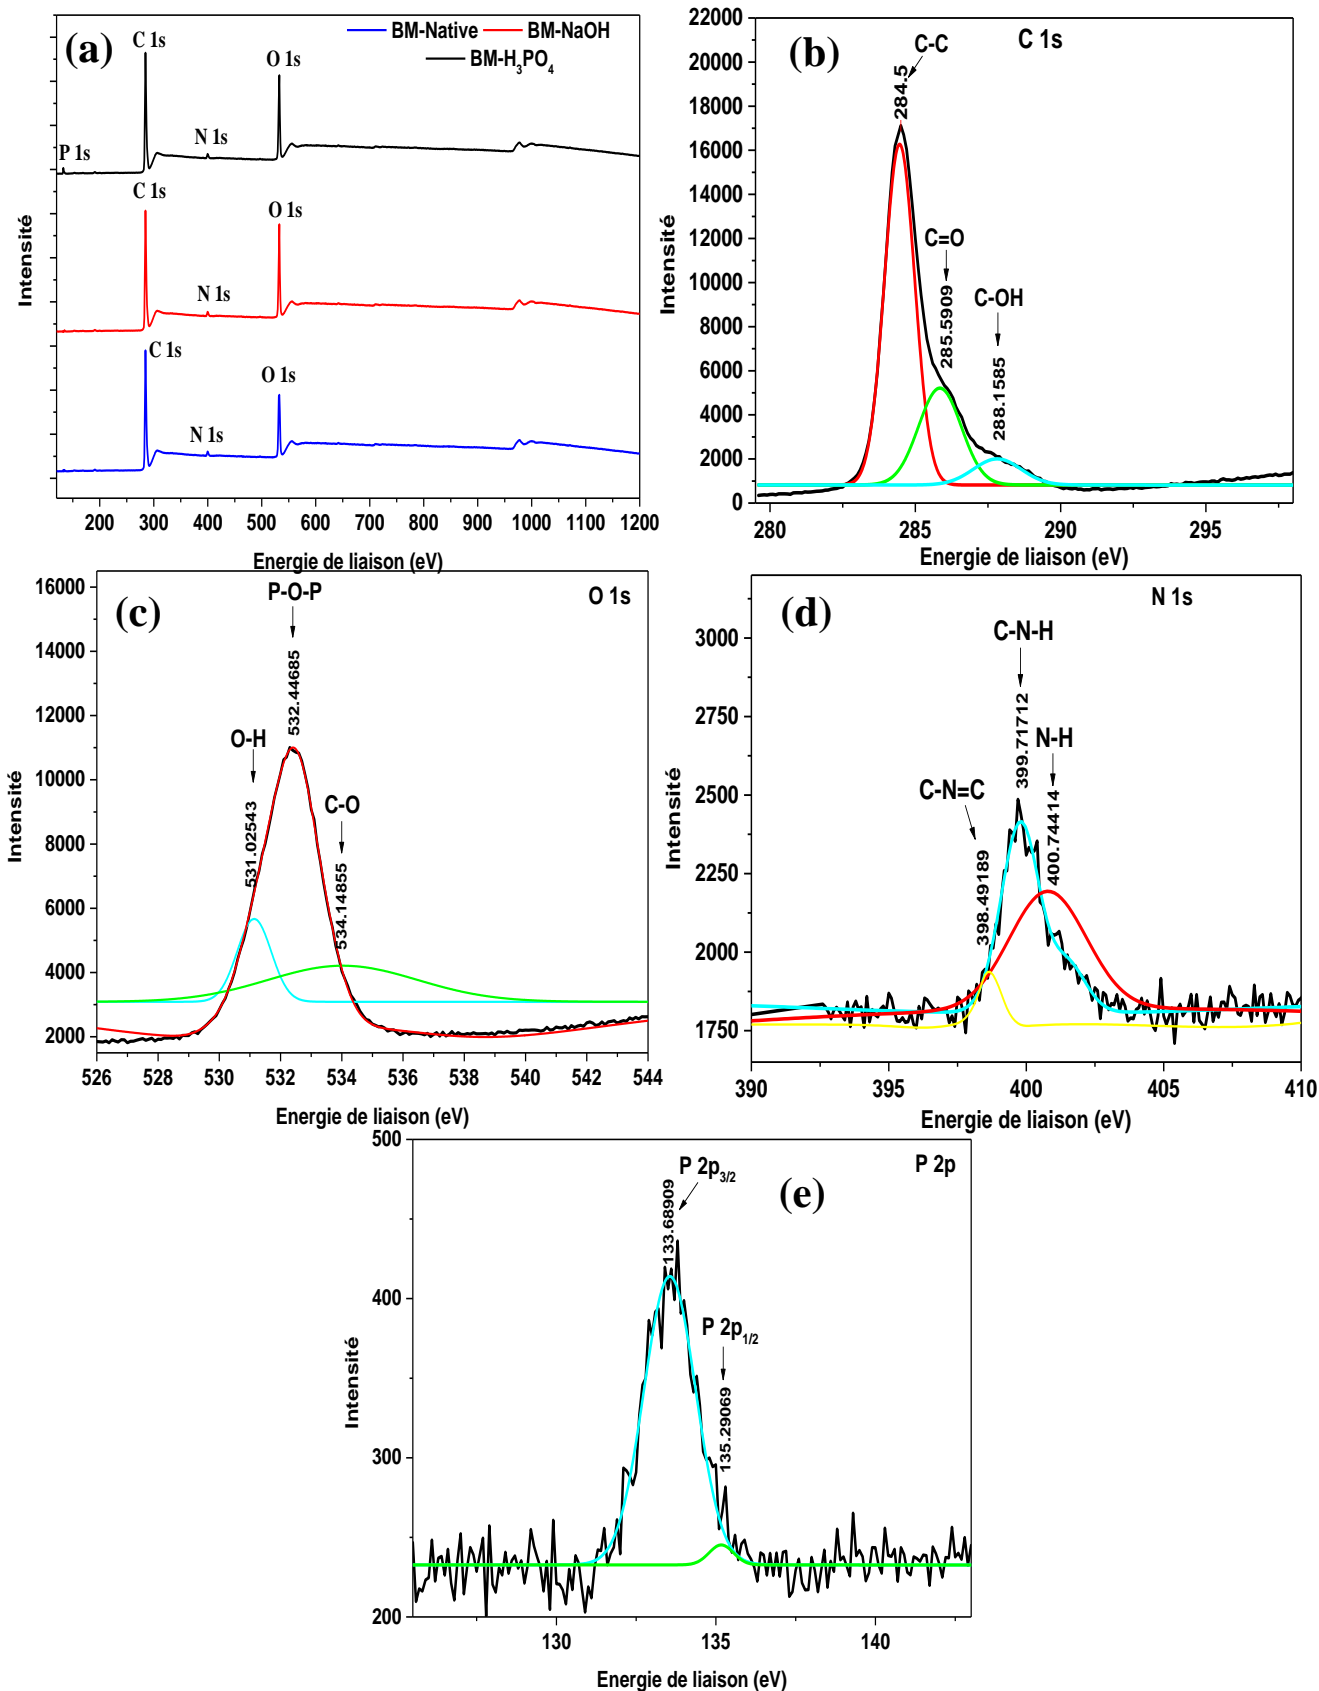 (a)
BM-Native
BM-NaOH
BM-H₃PO₄
C 1s
O 1s
N 1s
P 1s
C 1s
O 1s
N 1s
C 1s
O 1s
N 1s
Intensité
200 300 400 500 600 700 800 900 1000 1100 1200
Energie de liaison (eV)
(b)
C 1s
22000
20000
18000
16000
14000
12000
10000
8000
6000
4000
2000
0
Intensité
C-C
284.5
C=O
285.5909
C-OH
288.1585
280 285 290 295
Energie de liaison (eV)
(c)
O 1s
16000
14000
12000
10000
8000
6000
4000
2000
Intensité
P-O-P
532.44685
O-H
531.02543
C-O
534.14855
526 528 530 532 534 536 538 540 542 544
Energie de liaison (eV)
(d)
N 1s
3000
2750
2500
2250
2000
1750
Intensité
C-N-H
399.71712
N-H
400.74414
C-N=C
398.49189
390 395 400 405 410
Energie de liaison (eV)
(e)
P 2p
500
400
300
200
Intensité
P 2p₃/₂
133.68909
P 2p₁/₂
135.29069
130 135 140
Energie de liaison (eV)